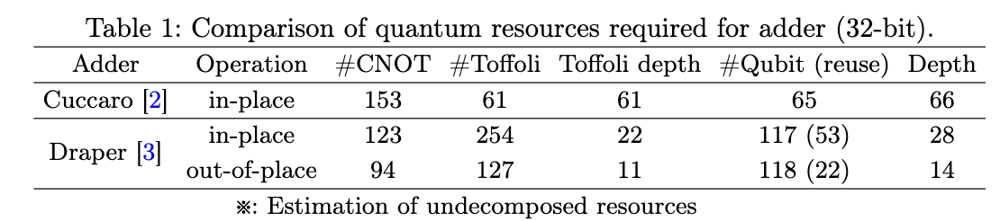 Table 1: Comparison of quantum resources required for adder (32-bit).
Adder Operation #CNOT #Toffoli Toffoli depth #Qubit (reuse) Depth
Cuccaro [2] in-place 153 61 61 65 66
Draper [3] in-place 123 254 22 117 (53) 28
out-of-place 94 127 11 118 (22) 14
※: Estimation of undecomposed resources